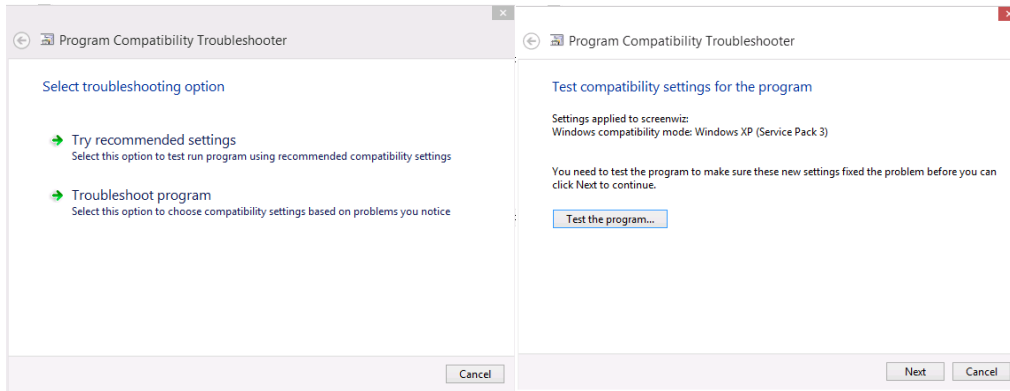 Program Compatibility Troubleshooter
Select troubleshooting option
Try recommended settings
Select this option to test run program using recommended compatibility settings
Troubleshoot program
Select this option to choose compatibility settings based on problems you notice
Cancel
Program Compatibility Troubleshooter
Test compatibility settings for the program
Settings applied to screenwiz:
Windows compatibility mode: Windows XP (Service Pack 3)
You need to test the program to make sure these new settings fixed the problem before you can
click Next to continue.
Test the program...
Next
Cancel